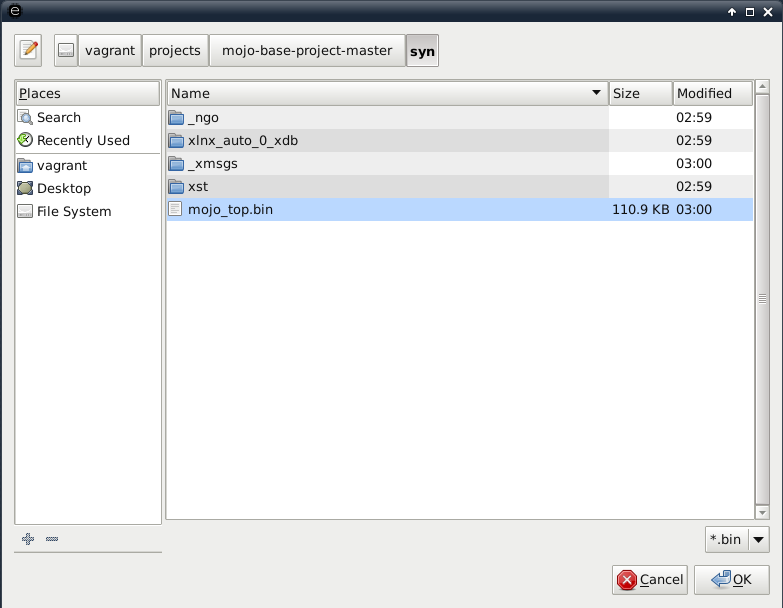 vagrant projects mojo-base-project-master syn
Places
Name Size Modified
Search
Recently Used
vagrant
Desktop
File System
_ngo 02:59
xlnx_auto_0_xdb 02:59
_xmsgs 03:00
xst 02:59
mojo_top.bin 110.9 KB 03:00
*.bin
Cancel OK